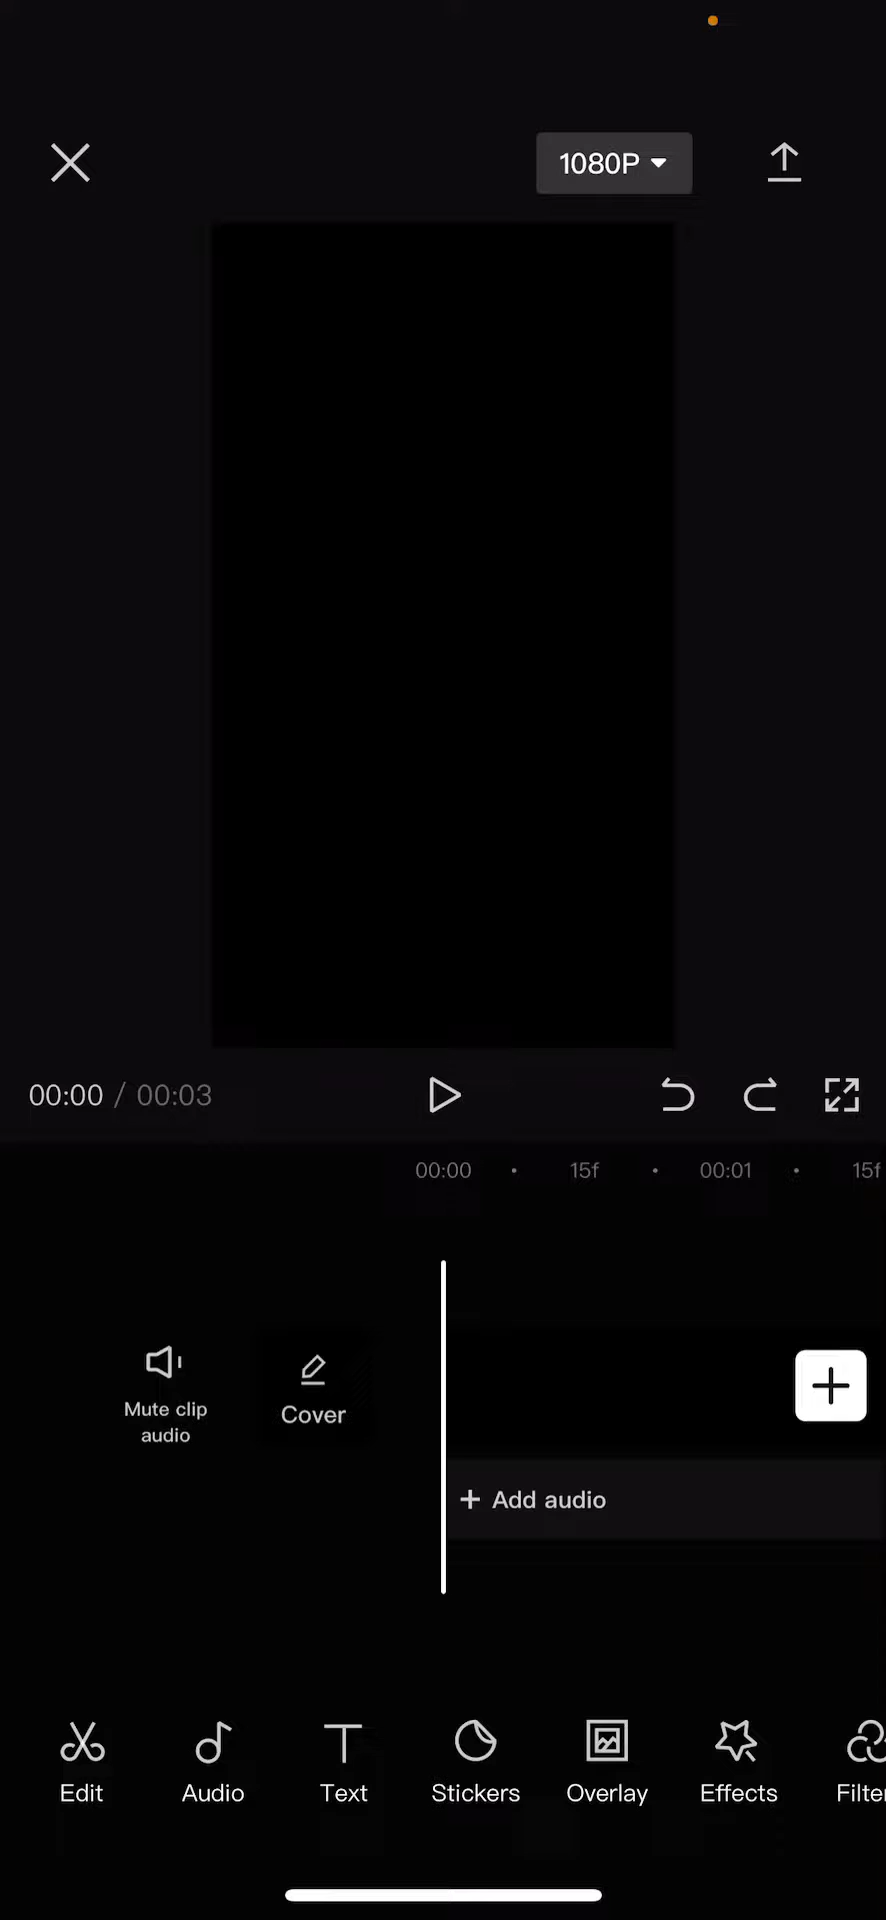 1080P
00:00 / 00:03
00:00 15f 00:01 15f
Mute clip
audio
Cover
+ Add audio
Edit Audio Text Stickers Overlay Effects Filter